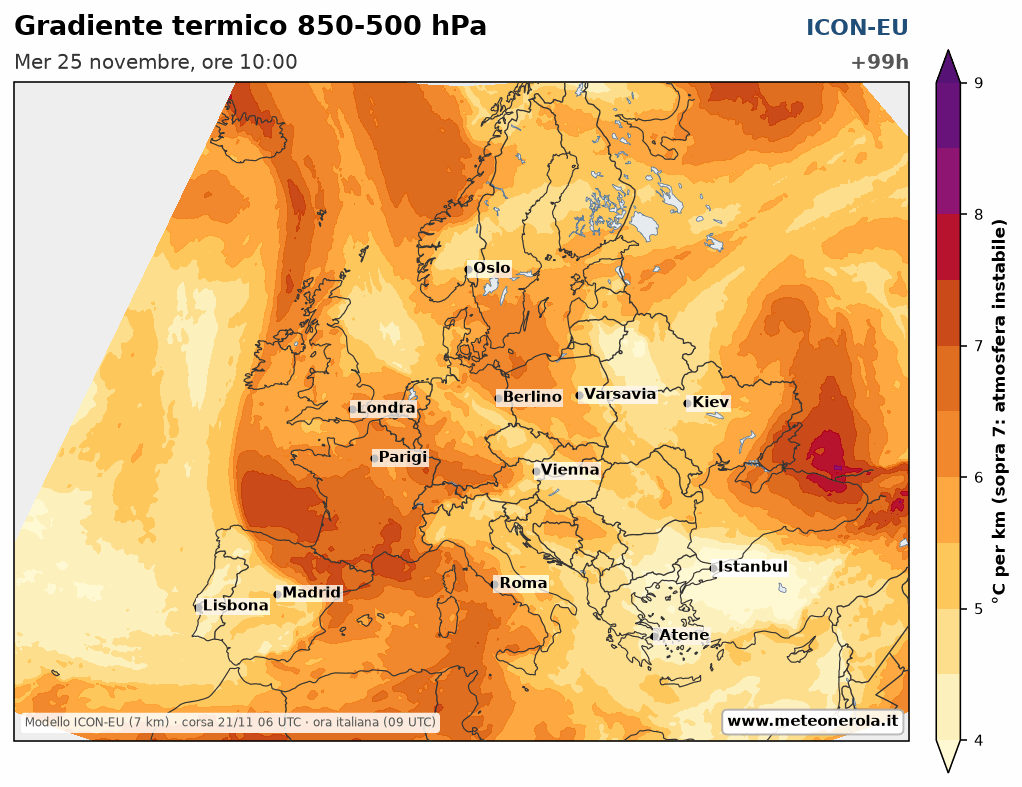 Gradiente termico 850-500 hPa
ICON-EU
Mer 25 novembre, ore 10:00
+99h
9
8
7
6
5
4
°C per km (sopra 7: atmosfera instabile)
Oslo
Berlino
Varsavia
Kiev
Londra
Parigi
Vienna
Istanbul
Roma
Madrid
Lisbona
Atene
Modello ICON-EU (7 km) · corsa 21/11 06 UTC · ora italiana (09 UTC)
www.meteonerola.it